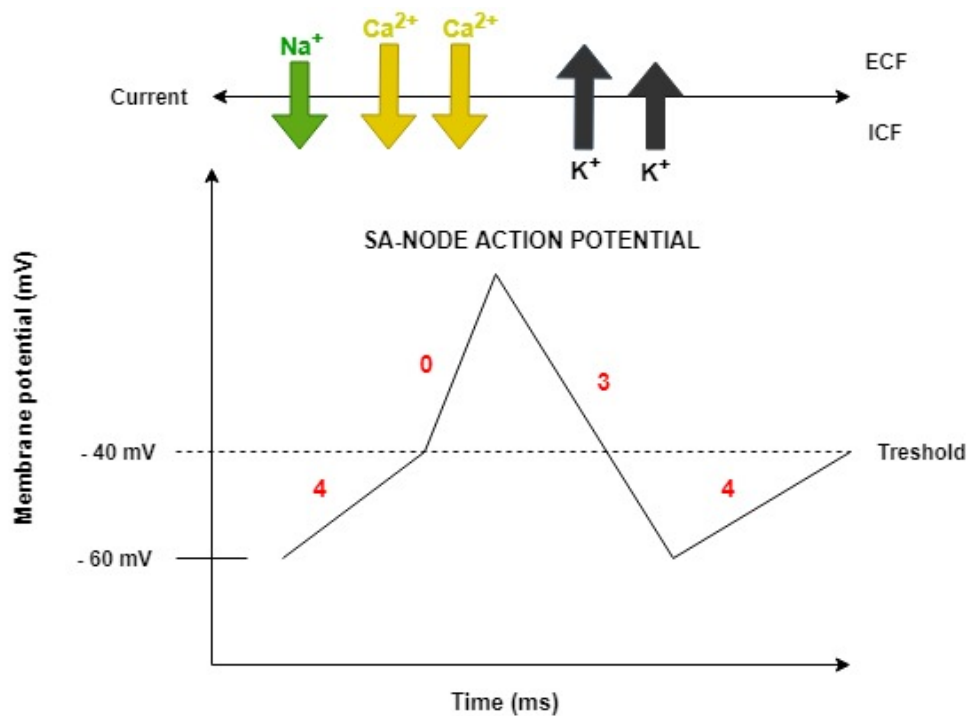 Na⁺ Ca²⁺ Ca²⁺
ECF
Current
ICF
K⁺ K⁺
SA-NODE ACTION POTENTIAL
Membrane potential (mV)
0
3
- 40 mV
Treshold
4
4
- 60 mV
Time (ms)